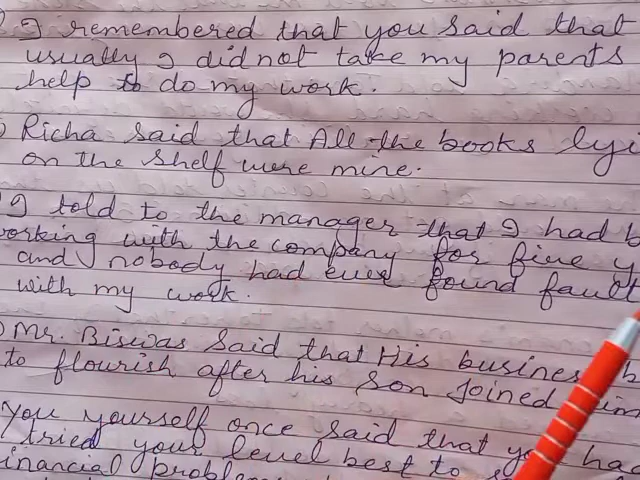 I remembered that you said that
usually I did not take my parents
help to do my work.
Richa said that All the books
on the shelf were mine.
I told to the manager that I had
working with the company for five
and nobody had ever found fault
with my work.
Mr. Biswas said that His business
to flourish after his son joined
You yourself once said that you had
tried your level best to
financial